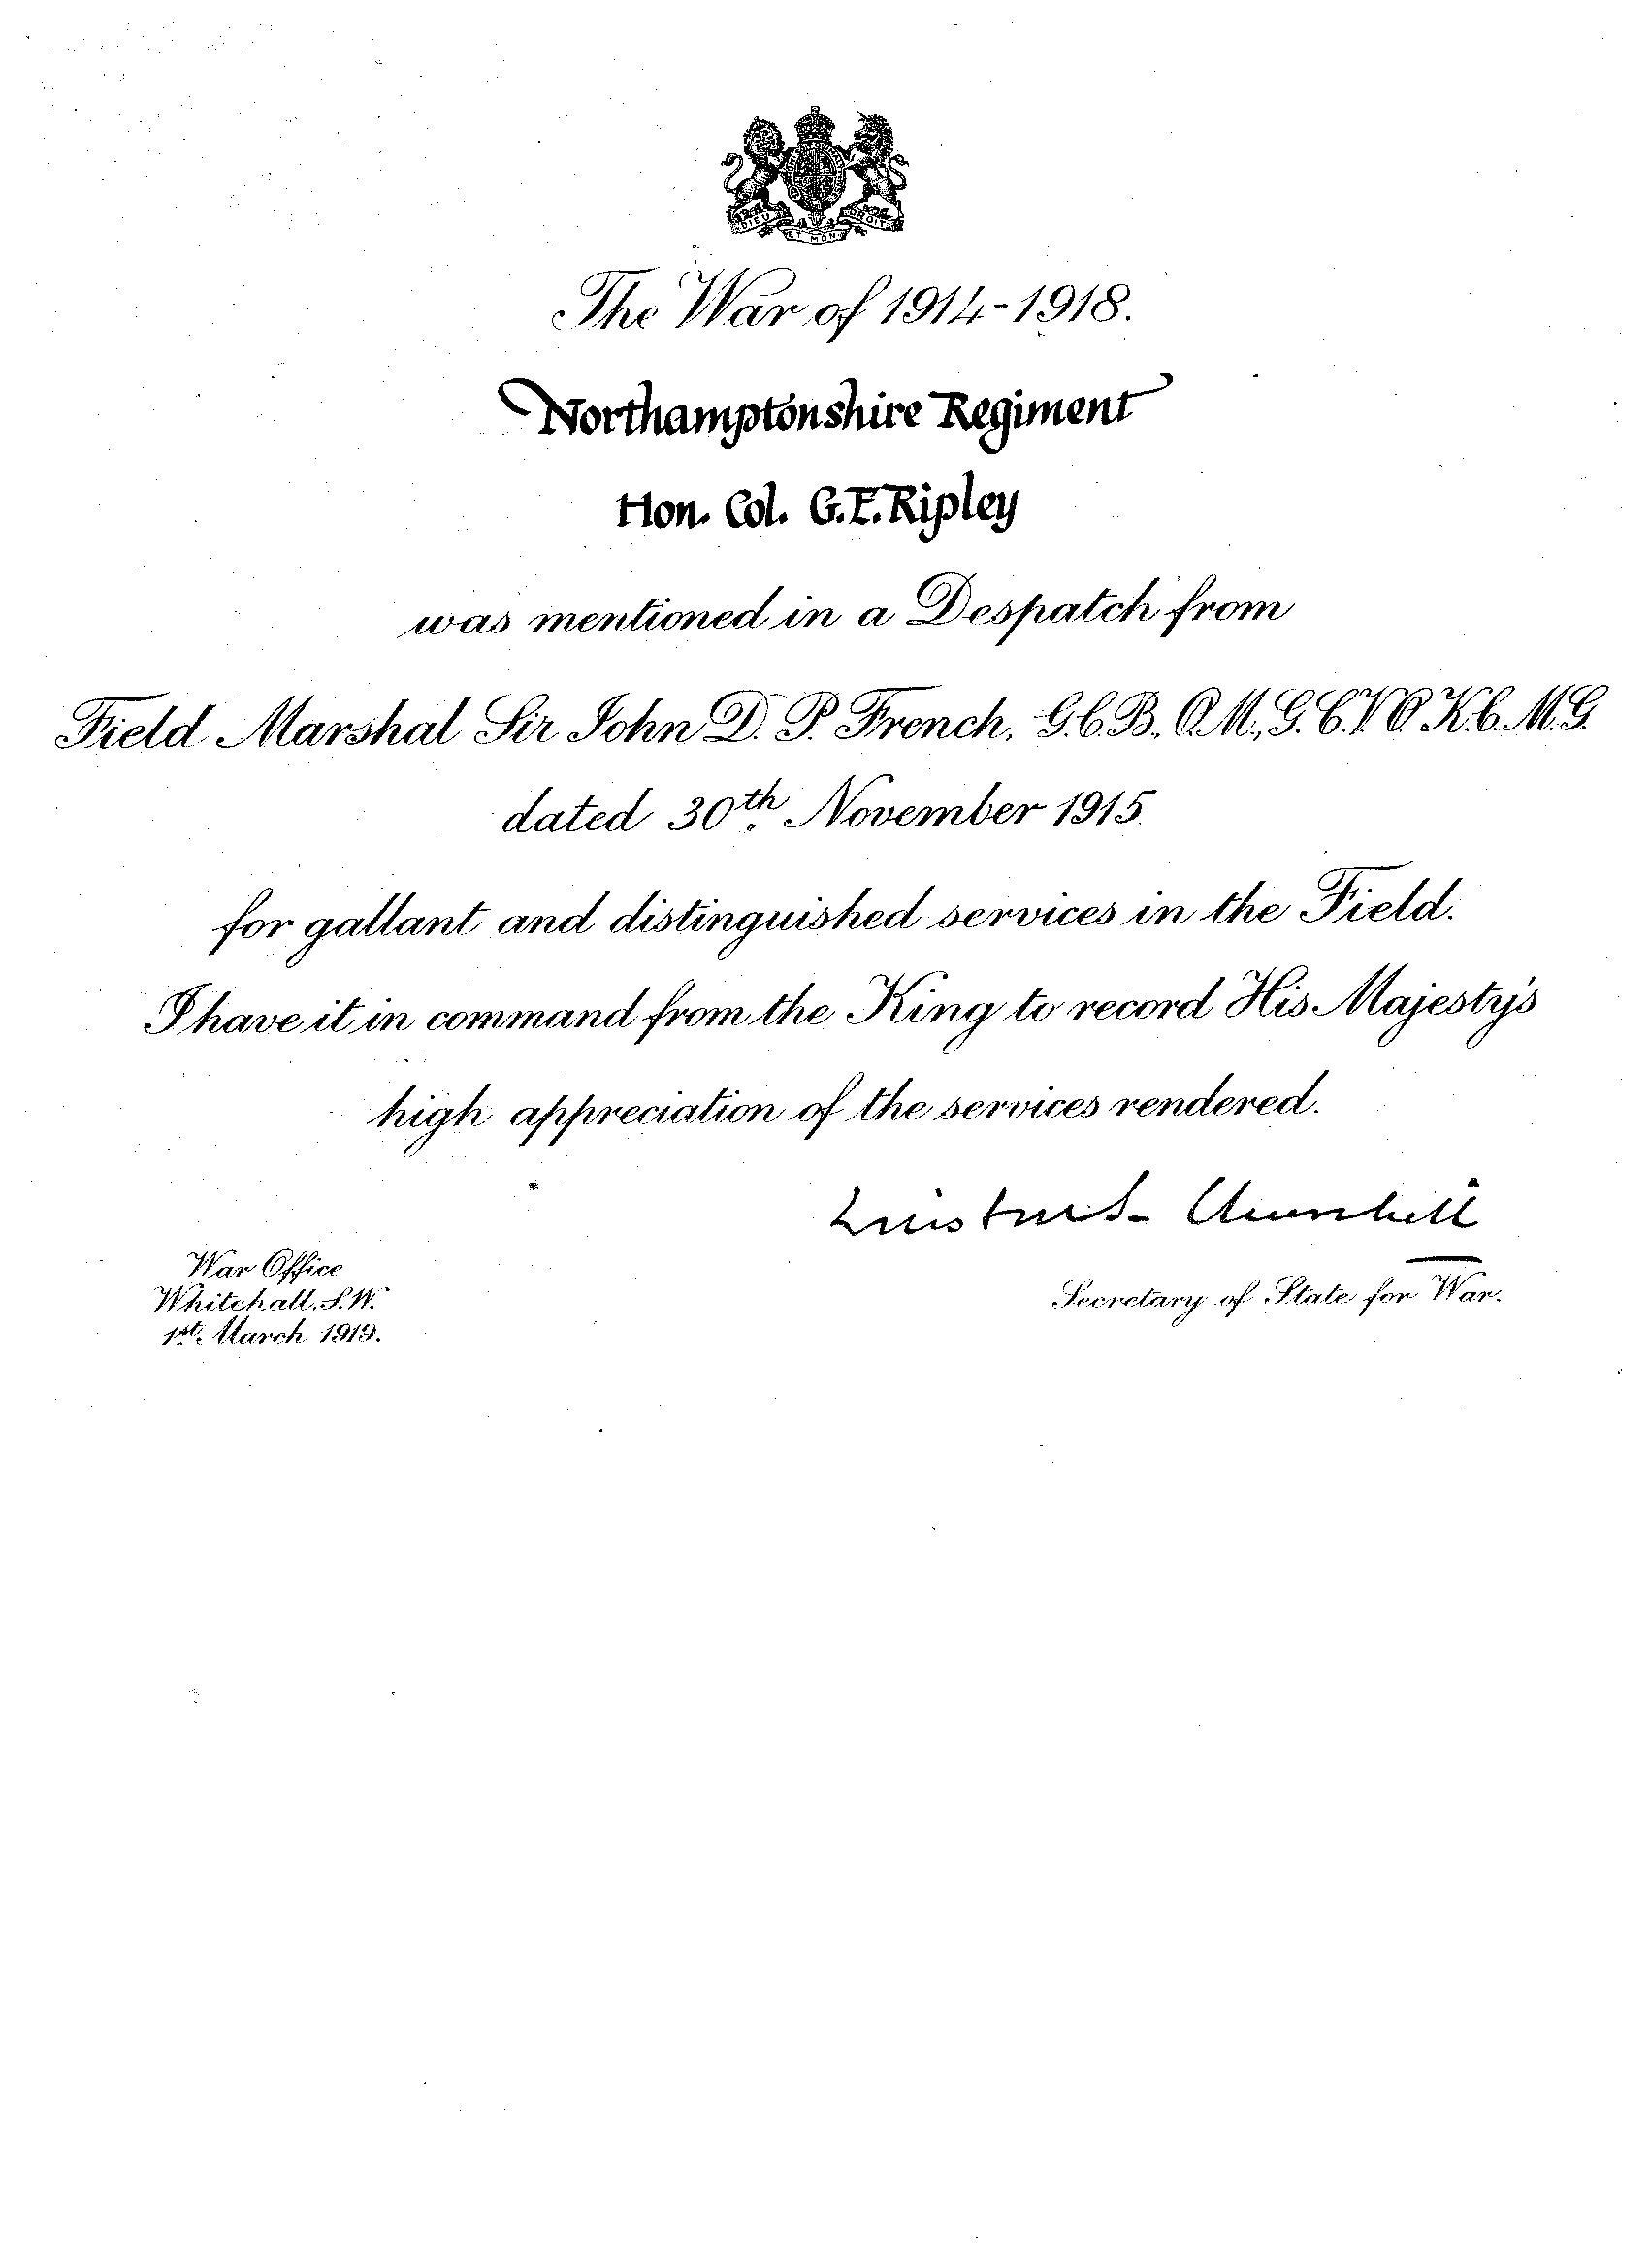 DIEU ET MON DROIT
The War of 1914-1918.
Northamptonshire Regiment
Hon. Col. G.E. Ripley
was mentioned in a Despatch from
Field Marshal Sir John D. P. French, G.C.B., O.M., G.C.V.O. K.C.M.G.
dated 30th November 1915.
for gallant and distinguished services in the Field.
I have it in command from the King to record His Majesty's
high appreciation of the services rendered.
Winston S. Churchill
Secretary of State for War.
War Office
Whitehall. S.W.
1st. March 1919.